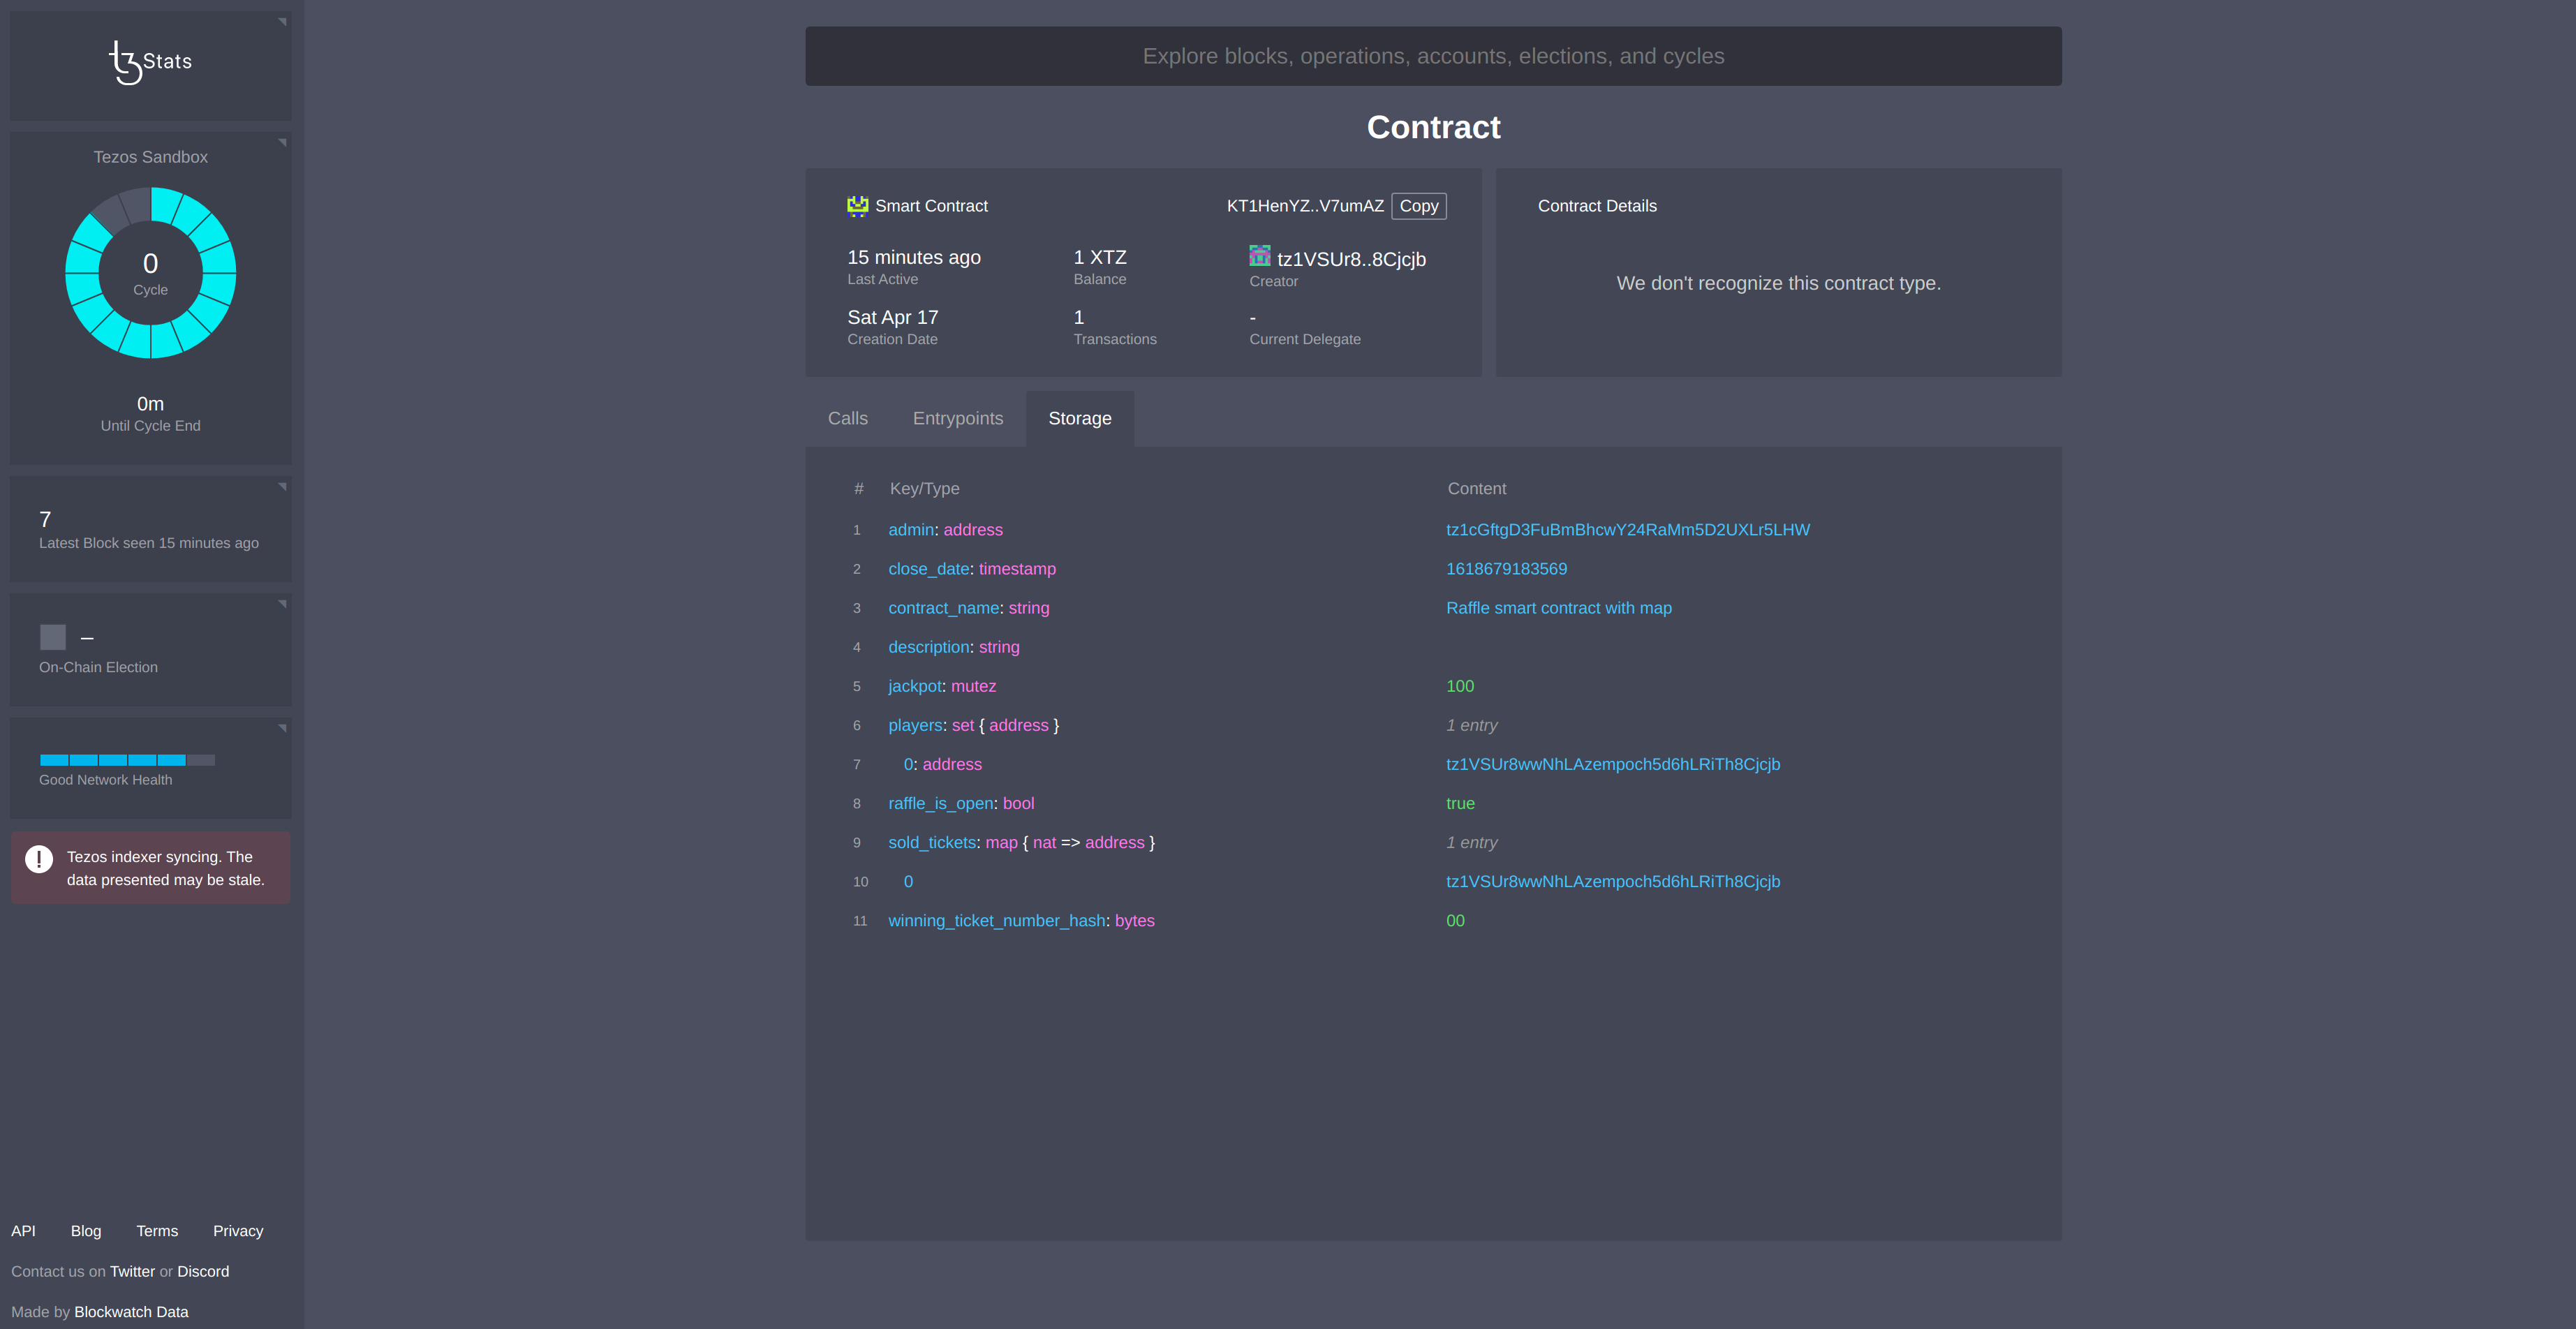 tz Stats
Tezos Sandbox
0
Cycle
0m
Until Cycle End
7
Latest Block seen 15 minutes ago
–
On-Chain Election
Good Network Health
! Tezos indexer syncing. The
data presented may be stale.
API Blog Terms Privacy
Contact us on Twitter or Discord
Made by Blockwatch Data
Explore blocks, operations, accounts, elections, and cycles
Contract
Smart Contract KT1HenYZ..V7umAZ Copy
15 minutes ago 1 XTZ tz1VSUr8..8Cjcjb
Last Active Balance Creator
Sat Apr 17 1 -
Creation Date Transactions Current Delegate
Contract Details
We don't recognize this contract type.
Calls Entrypoints Storage
# Key/Type Content
1 admin: address tz1cGftgD3FuBmBhcwY24RaMm5D2UXLr5LHW
2 close_date: timestamp 1618679183569
3 contract_name: string Raffle smart contract with map
4 description: string
5 jackpot: mutez 100
6 players: set { address } 1 entry
7 0: address tz1VSUr8wwNhLAzempoch5d6hLRiTh8Cjcjb
8 raffle_is_open: bool true
9 sold_tickets: map { nat => address } 1 entry
10 0 tz1VSUr8wwNhLAzempoch5d6hLRiTh8Cjcjb
11 winning_ticket_number_hash: bytes 00